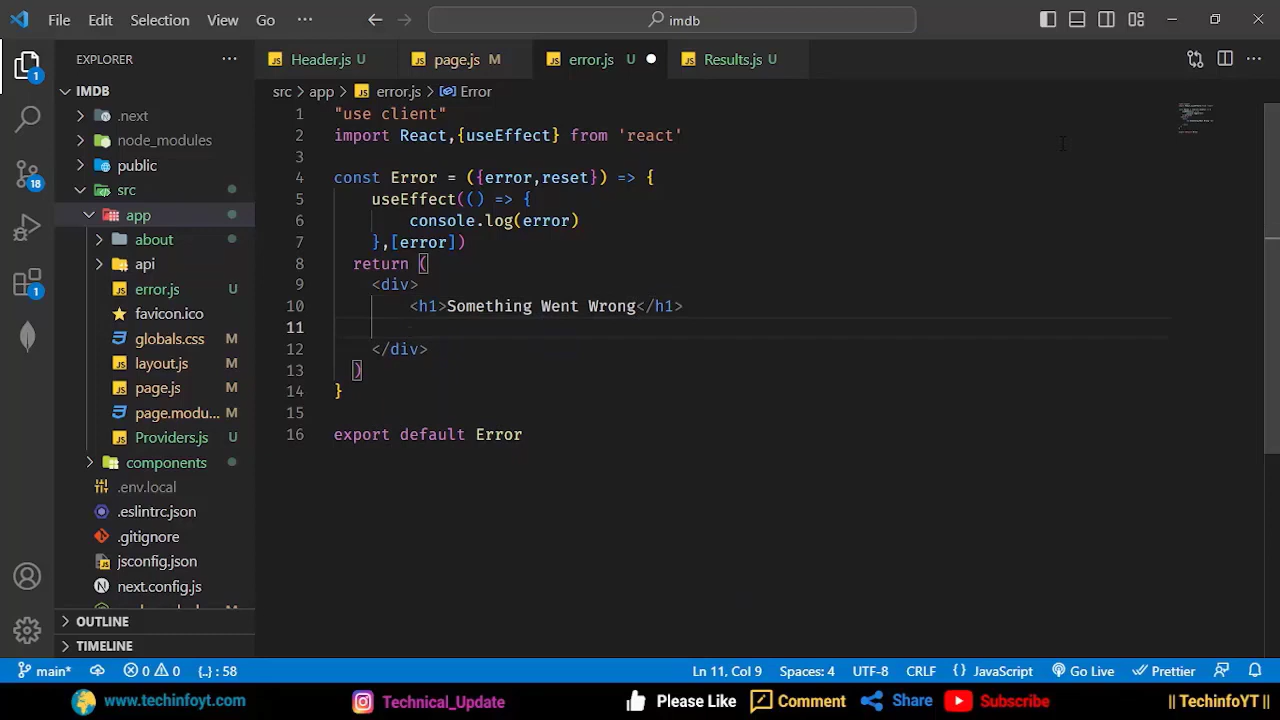 File Edit Selection View Go ··· imdb
EXPLORER ···
Header.js U page.js M error.js U Results.js U ···
IMDB
src > app > error.js > Error
.next
node_modules
public
src
app
about
api
error.js U
favicon.ico
globals.css M
layout.js M
page.js M
page.modu... M
Providers.js U
components
.env.local
.eslintrc.json
.gitignore
jsconfig.json
next.config.js
OUTLINE
TIMELINE
1
18
1
1 "use client"
2 import React,{useEffect} from 'react'
3
4 const Error = ({error,reset}) => {
5 useEffect(() => {
6 console.log(error)
7 },[error])
8 return (
9 <div>
10 <h1>Something Went Wrong</h1>
11
12 </div>
13 )
14 }
15
16 export default Error
main* 0 0 {..} : 58 Ln 11, Col 9 Spaces: 4 UTF-8 CRLF {} JavaScript Go Live Prettier
www.techinfoyt.com Technical_Update Please Like Comment Share Subscribe || TechinfoYT ||